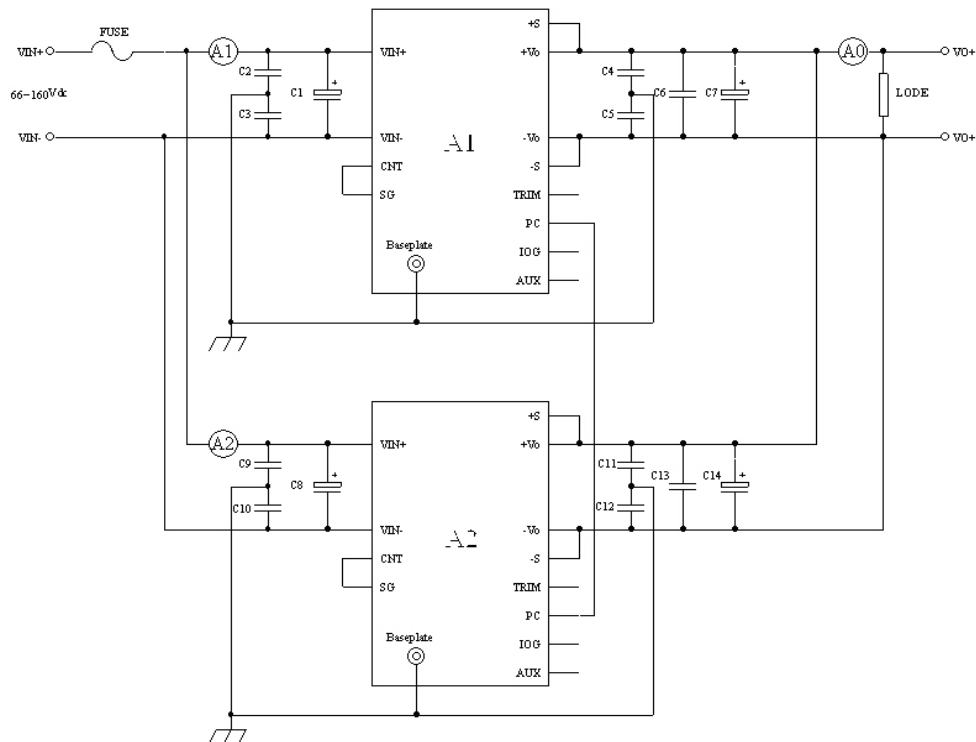 FUSE
VIN+
A1
C2
C1
+
C3
66-160Vdc
VIN-
VIN+
VIN-
CNT
SG
A1
Baseplate
+S
+Vo
-Vo
-S
TRIM
PC
IOG
AUX
C4
C5
C6
C7
+
A0
LODE
VO+
VO+
A2
C9
C8
+
C10
VIN+
VIN-
CNT
SG
A2
Baseplate
+S
+Vo
-Vo
-S
TRIM
PC
IOG
AUX
C11
C12
C13
C14
+